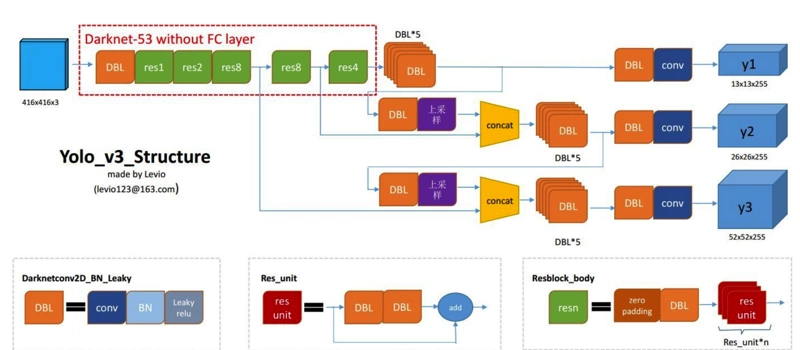 Darknet-53 without FC layer
DBL*5
DBL
res1
res2
res8
res8
res4
DBL
DBL
conv
y1
416x416x3
13x13x255
DBL
上采
样
concat
DBL
DBL
conv
y2
DBL*5
26x26x255
Yolo_v3_Structure
made by Levio
(levio123@163.com)
DBL
上采
样
concat
DBL
DBL
conv
y3
DBL*5
52x52x255
Darknetconv2D_BN_Leaky
DBL
conv
BN
Leaky
relu
Res_unit
res
unit
DBL
DBL
add
Resblock_body
resn
zero
padding
DBL
res
unit
Res_unit*n